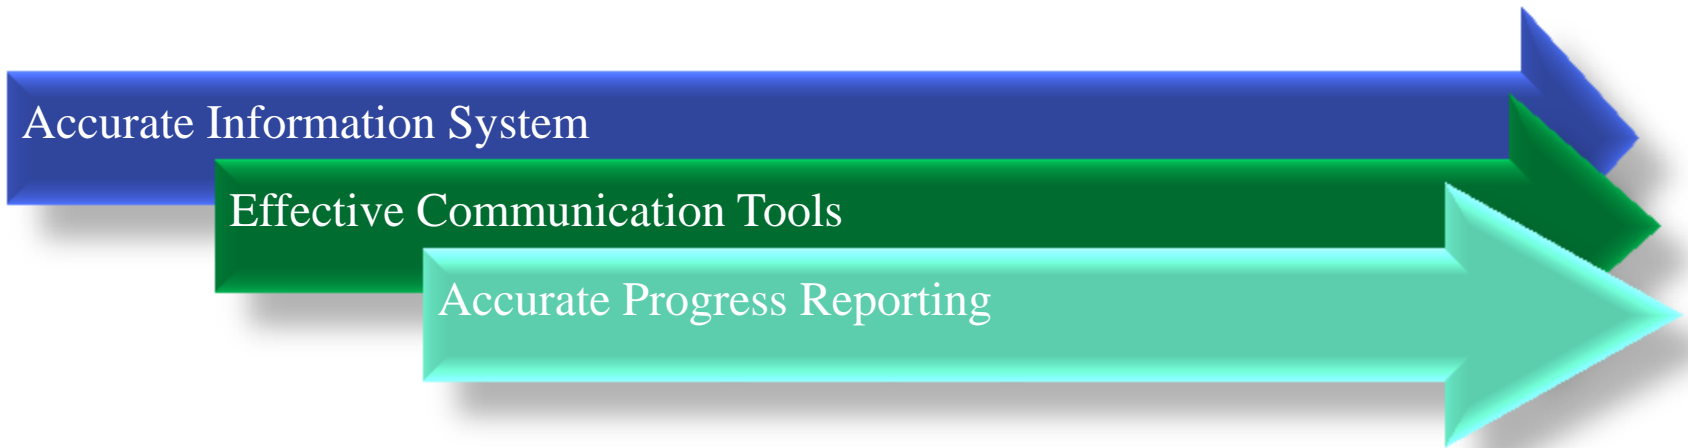 Accurate Information System
Effective Communication Tools
Accurate Progress Reporting